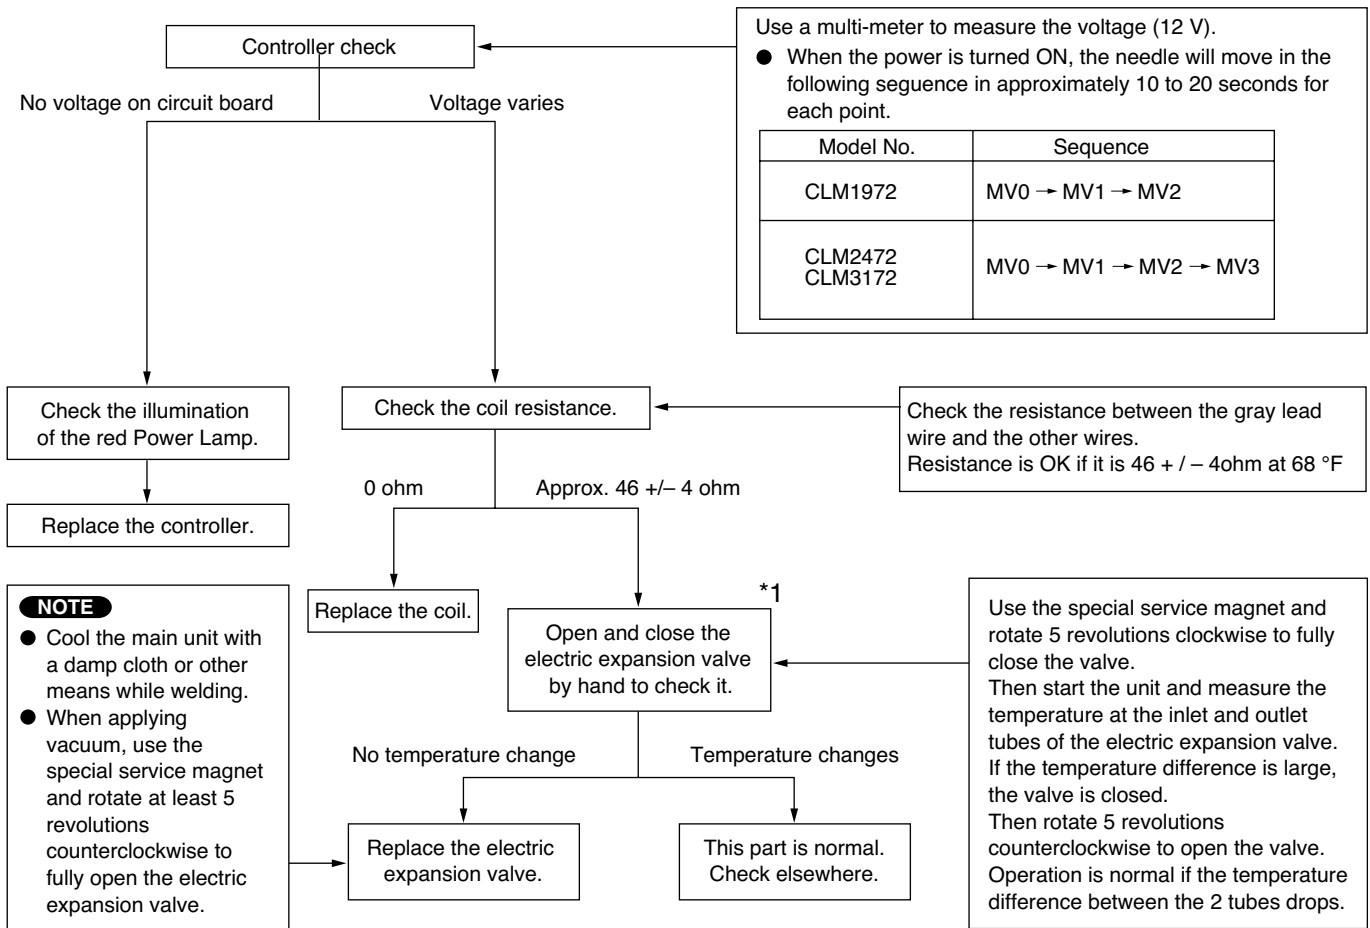 Controller check
Use a multi-meter to measure the voltage (12 V).
● When the power is turned ON, the needle will move in the
following seguence in approximately 10 to 20 seconds for
each point.
Model No. Sequence
CLM1972 MV0 → MV1 → MV2
CLM2472
CLM3172
MV0 → MV1 → MV2 → MV3
No voltage on circuit board Voltage varies
Check the illumination
of the red Power Lamp.
Replace the controller.
Check the coil resistance.
Check the resistance between the gray lead
wire and the other wires.
Resistance is OK if it is 46 + / – 4ohm at 68 °F
0 ohm Approx. 46 +/– 4 ohm
Replace the coil.
*1
Open and close the
electric expansion valve
by hand to check it.
Use the special service magnet and
rotate 5 revolutions clockwise to fully
close the valve.
Then start the unit and measure the
temperature at the inlet and outlet
tubes of the electric expansion valve.
If the temperature difference is large,
the valve is closed.
Then rotate 5 revolutions
counterclockwise to open the valve.
Operation is normal if the temperature
difference between the 2 tubes drops.
NOTE
● Cool the main unit with
a damp cloth or other
means while welding.
● When applying
vacuum, use the
special service magnet
and rotate at least 5
revolutions
counterclockwise to
fully open the electric
expansion valve.
No temperature change Temperature changes
Replace the electric
expansion valve.
This part is normal.
Check elsewhere.